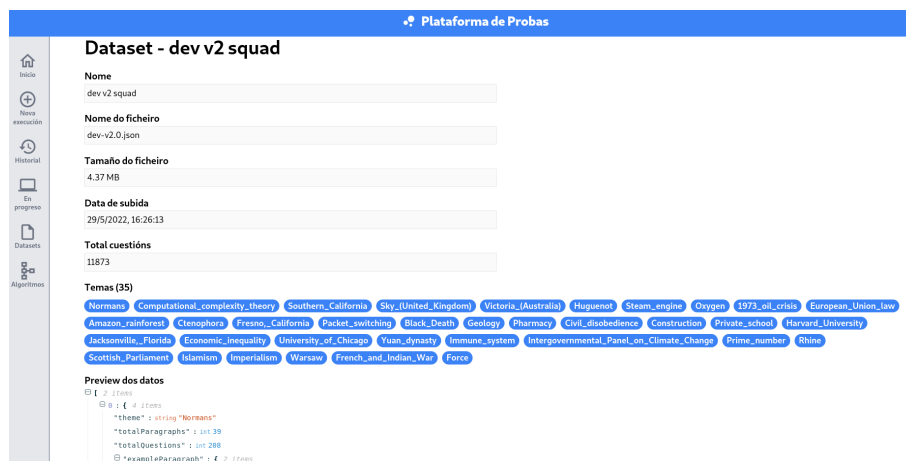 Plataforma de Probas
Inicio
Nova
execución
Historial
En
progreso
Datasets
Algoritmos
Dataset - dev v2 squad
Nome
dev v2 squad
Nome do ficheiro
dev-v2.0.json
Tamaño do ficheiro
4.37 MB
Data de subida
29/5/2022, 16:26:13
Total cuestións
11873
Temas (35)
Normans Computational_complexity_theory Southern_California Sky_(United_Kingdom) Victoria_(Australia) Huguenot Steam_engine Oxygen 1973_oil_crisis European_Union_law
Amazon_rainforest Ctenophora Fresno,_California Packet_switching Black_Death Geology Pharmacy Civil_disobedience Construction Private_school Harvard_University
Jacksonville,_Florida Economic_inequality University_of_Chicago Yuan_dynasty Immune_system Intergovernmental_Panel_on_Climate_Change Prime_number Rhine
Scottish_Parliament Islamism Imperialism Warsaw French_and_Indian_War Force
Preview dos datos
[ 2 items
0 : { 4 items
"theme" : string "Normans"
"totalParagraphs" : int 39
"totalQuestions" : int 208
"exampleParagraph" : { 2 items